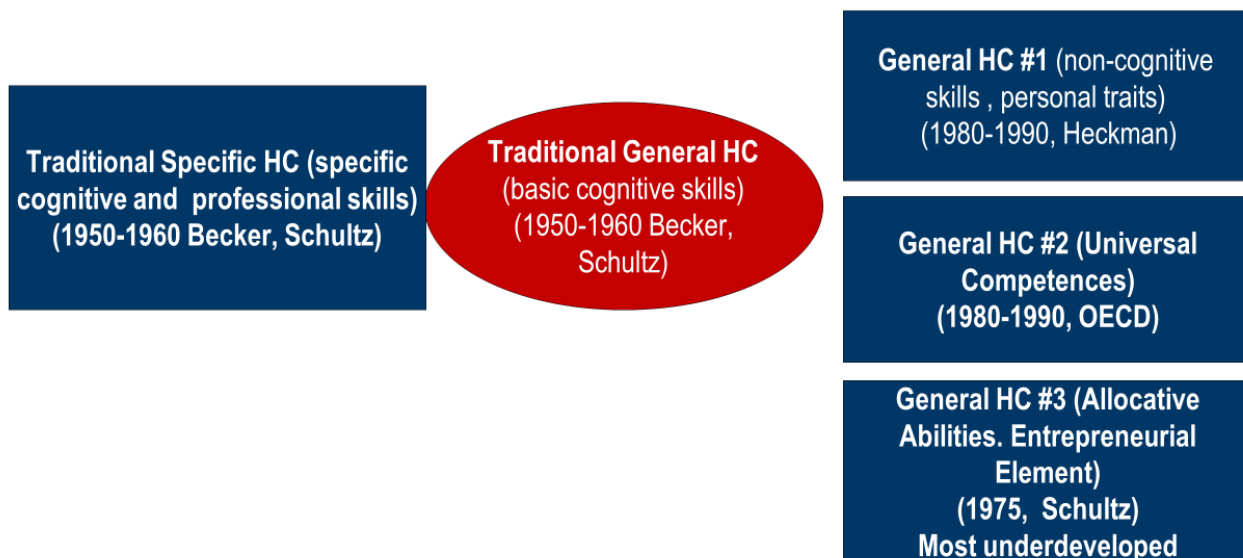 Traditional Specific HC (specific
cognitive and professional skills)
(1950-1960 Becker, Schultz)
Traditional General HC
(basic cognitive skills)
(1950-1960 Becker,
Schultz)
General HC #1 (non-cognitive
skills , personal traits)
(1980-1990, Heckman)
General HC #2 (Universal
Competences)
(1980-1990, OECD)
General HC #3 (Allocative
Abilities. Entrepreneurial
Element)
(1975, Schultz)
Most underdeveloped